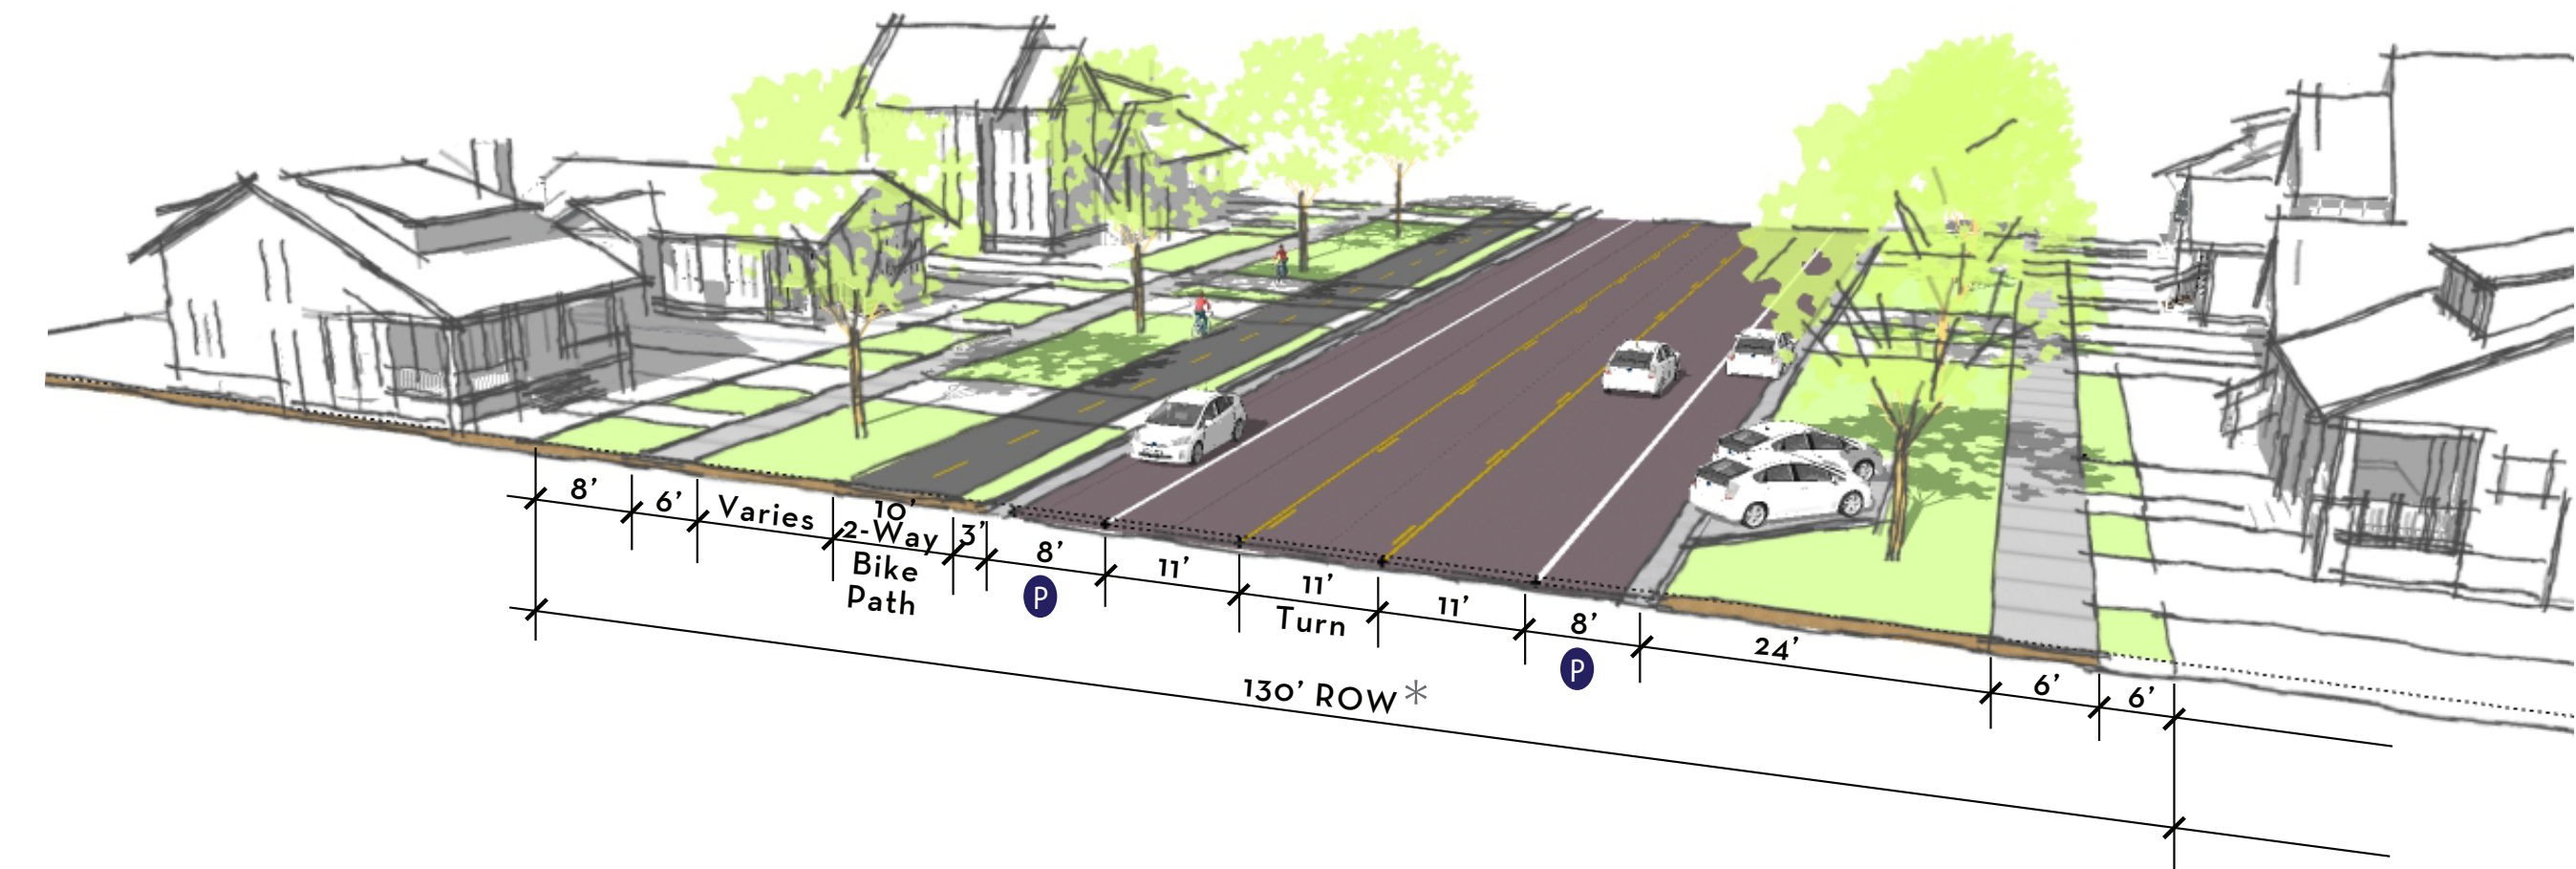 8’
6’
Varies
10’
2-Way
Bike
Path
3’
8’
P
11’
11’
Turn
11’
8’
P
24’
6’
6’
130’ ROW*